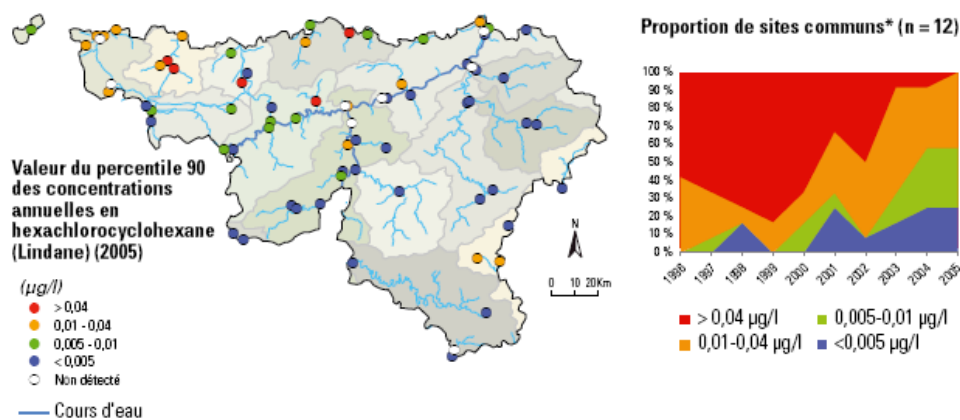 Valeur du percentile 90
des concentrations
annuelles en
hexachlorocyclohexane
(Lindane) (2005)
(µg/l)
> 0,04
0,01 - 0,04
0,005 - 0,01
< 0,005
Non détecté
Cours d'eau
N
0 10 20Km
Proportion de sites communs* (n = 12)
100 %
90 %
80 %
70 %
60 %
50 %
40 %
30 %
20 %
10 %
0 %
1996
1997
1998
1999
2000
2001
2002
2003
2004
2005
> 0,04 µg/l
0,005-0,01 µg/l
0,01-0,04 µg/l
<0,005 µg/l